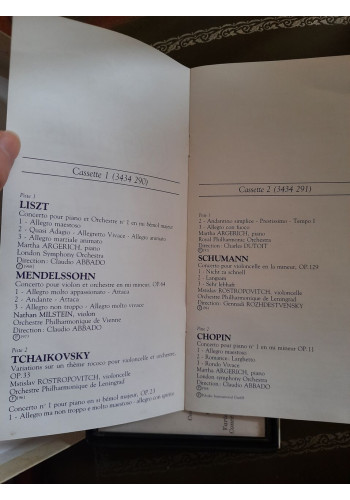 Cassette 1 (3434 290)
Piste 1
LISZT
Concerto pour piano et Orchestre n° 1 en mi bémol majeur
1 - Allegro maestoso
2 - Quasi Adagio - Allegretto Vivace - Allegro animato
3 - Allegro marziale animato
Martha ARGERICH, piano
London Symphony Orchestra
Direction : Claudio ABBADO
MENDELSSOHN
Concerto pour violon et orchestre en mi mineur, OP.64
1 - Allegro molto appassionato - Attaca
2 - Andante - Attaca
3 - Allegro non troppo - Allegro molto vivace
Nathan MILSTEIN, violon
Orchestre Philharmonique de Vienne
Direction : Claudio ABBADO
Piste 2
TCHAIKOVSKY
Variations sur un thème rococo pour violoncelle et orchestre,
OP.33
Mstislav ROSTROPOVITCH, violoncelle
Orchestre Philharmonique de Leningrad
Concerto n° 1 pour piano en si bémol mineur, OP.23
1 - Allegro ma non troppo e molto maestoso - allegro con spirito
Cassette 2 (3434 291)
Piste 1
2 - Andantino simplice - Prestissimo - Tempo I
3 - Allegro con fuoco
Martha ARGERICH, piano
Royal Philharmonic Orchestra
Direction : Charles DUTOIT
SCHUMANN
Concerto pour violoncelle en la mineur, OP.129
1 - Nicht zu schnell
2 - Langsam
3 - Sehr lebhaft
Mstislav ROSTROPOVITCH, violoncelle
Orchestre Philharmonique de Leningrad
Direction : Gennadi ROZHDESTVENSKY
Piste 2
CHOPIN
Concerto pour piano n° 1 en mi mineur OP.11
1 - Allegro maestoso
2 - Romance - Larghetto
3 - Rondo Vivace
Martha ARGERICH, piano
London symphony Orchestra
Direction : Claudio ABBADO